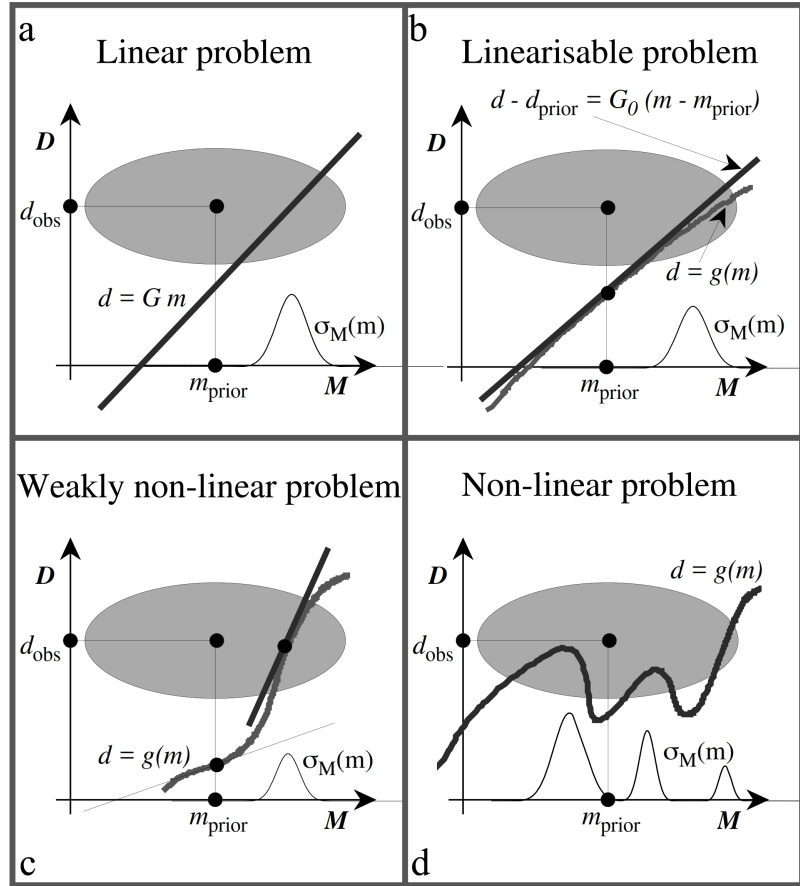 a
Linear problem
D
d_obs
d = G m
σ_M(m)
m_prior
M
b
Linearisable problem
d - d_prior = G_0 (m - m_prior)
D
d_obs
d = g(m)
σ_M(m)
m_prior
M
Weakly non-linear problem
D
d_obs
d = g(m)
σ_M(m)
m_prior
M
c
Non-linear problem
d = g(m)
D
d_obs
σ_M(m)
m_prior
M
d